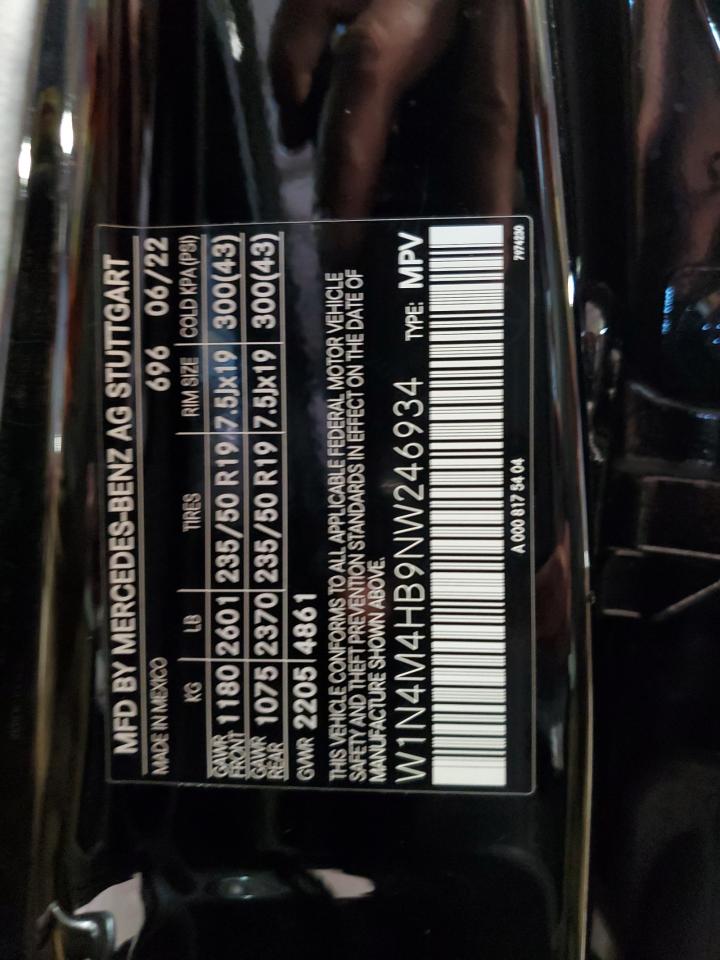 MFD BY MERCEDES-BENZ AG STUTTGART
MADE IN MEXICO 696 06/22
KG LB TIRES RIM SIZE COLD KPA(PSI)
GAWR FRONT 1180 2601 235/50 R19 7.5Jx19 300(43)
GAWR REAR 1075 2370 235/50 R19 7.5Jx19 300(43)
GVWR 2205 4861
THIS VEHICLE CONFORMS TO ALL APPLICABLE FEDERAL MOTOR VEHICLE
SAFETY AND THEFT PREVENTION STANDARDS IN EFFECT ON THE DATE OF
MANUFACTURE SHOWN ABOVE.
W1N4M4HB9NW246934 TYPE: MPV
A 000 817 54 04 7974230